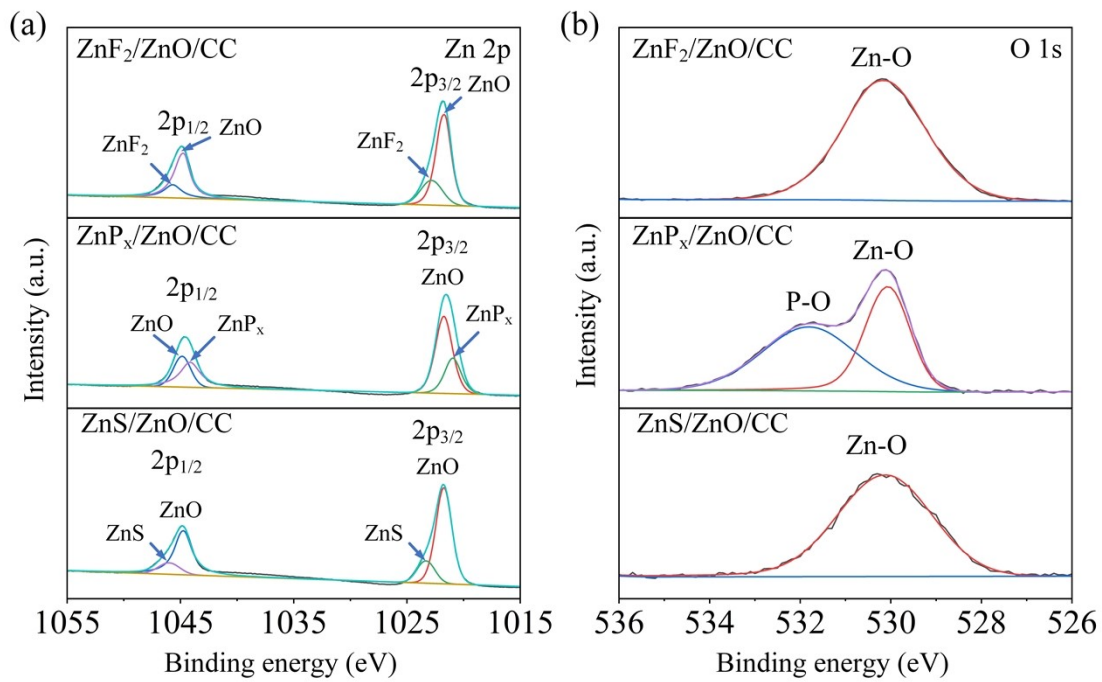 (a)
ZnF₂/ZnO/CC Zn 2p
2p₃/₂ ZnO
2p₁/₂ ZnO
ZnF₂
ZnF₂
ZnPₓ/ZnO/CC
2p₃/₂
ZnO
2p₁/₂
ZnO ZnPₓ
ZnPₓ
ZnS/ZnO/CC
2p₃/₂
2p₁/₂
ZnO
ZnO
ZnS
ZnS
Intensity (a.u.)
1055 1045 1035 1025 1015
Binding energy (eV)
(b)
ZnF₂/ZnO/CC Zn-O O 1s
ZnPₓ/ZnO/CC Zn-O
P-O
ZnS/ZnO/CC
Zn-O
Intensity (a.u.)
536 534 532 530 528 526
Binding energy (eV)